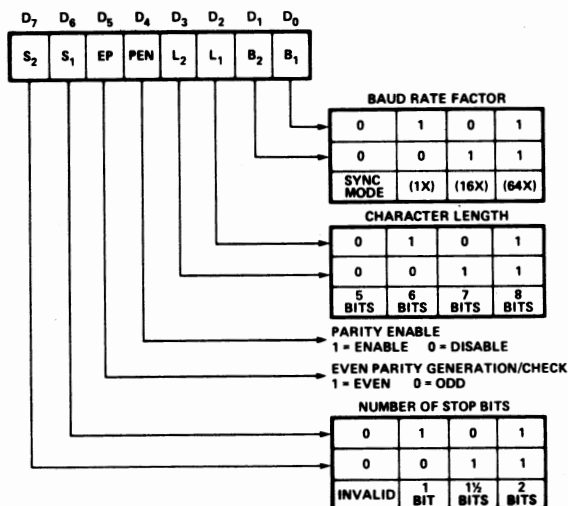 D7 D6 D5 D4 D3 D2 D1 D0
S2 S1 EP PEN L2 L1 B2 B1
BAUD RATE FACTOR
0 1 0 1
0 0 1 1
SYNC MODE (1X) (16X) (64X)
CHARACTER LENGTH
0 1 0 1
0 0 1 1
5 BITS 6 BITS 7 BITS 8 BITS
PARITY ENABLE
1 = ENABLE 0 = DISABLE
EVEN PARITY GENERATION/CHECK
1 = EVEN 0 = ODD
NUMBER OF STOP BITS
0 1 0 1
0 0 1 1
INVALID 1 BIT 1½ BITS 2 BITS